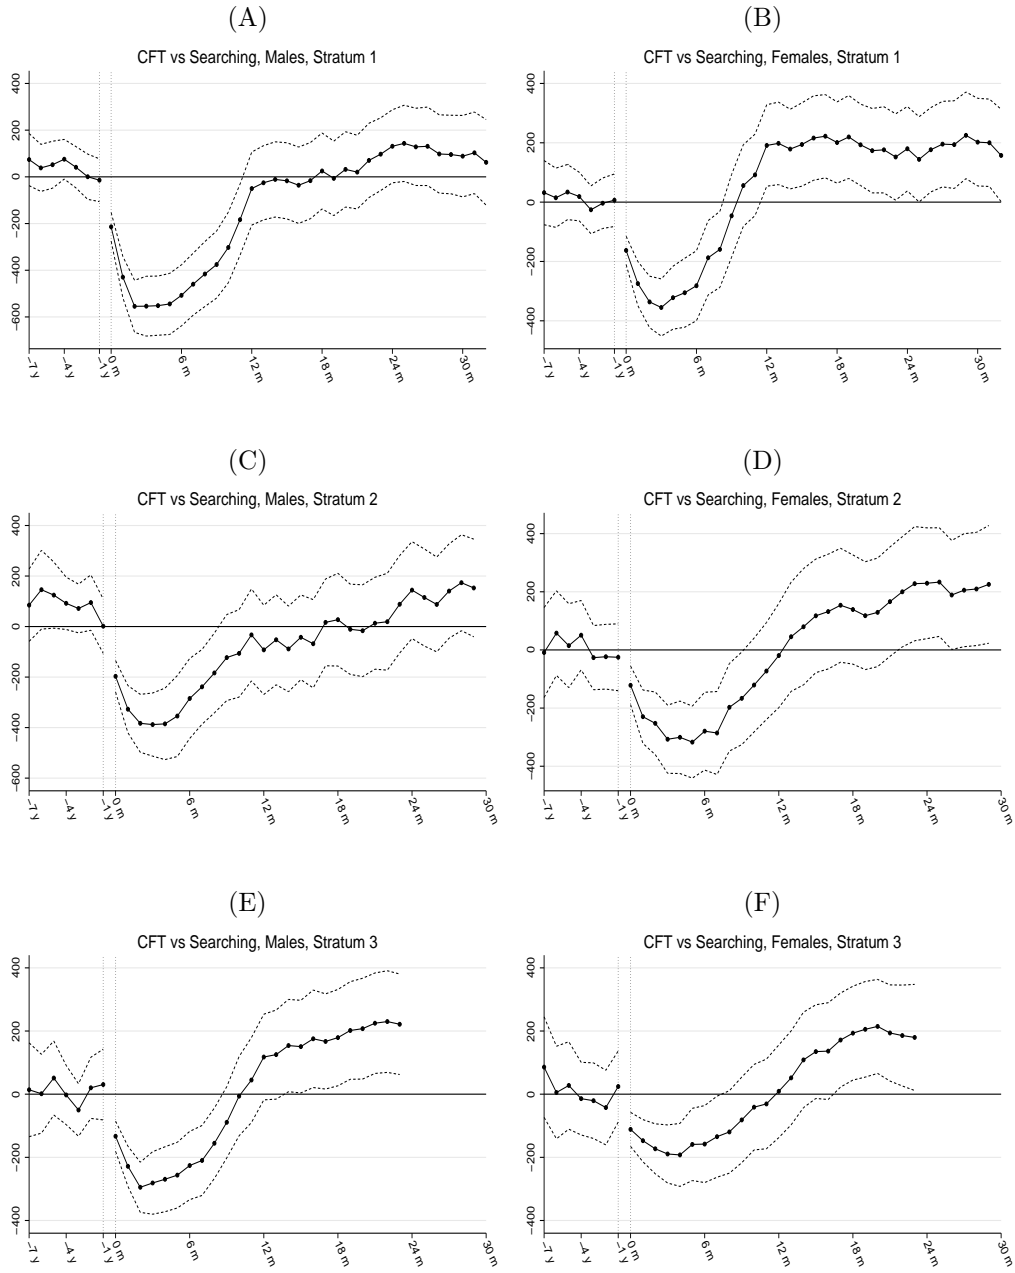 (A)
CFT vs Searching, Males, Stratum 1
400
200
0
−200
−400
−600
−7 y
−4 y
−1 y
0 m
6 m
12 m
18 m
24 m
30 m
(B)
CFT vs Searching, Females, Stratum 1
400
200
0
−200
−400
−7 y
−4 y
−1 y
0 m
6 m
12 m
18 m
24 m
30 m
(C)
CFT vs Searching, Males, Stratum 2
400
200
0
−200
−400
−600
−7 y
−4 y
−1 y
0 m
6 m
12 m
18 m
24 m
30 m
(D)
CFT vs Searching, Females, Stratum 2
400
200
0
−200
−400
−7 y
−4 y
−1 y
0 m
6 m
12 m
18 m
24 m
30 m
(E)
CFT vs Searching, Males, Stratum 3
400
200
0
−200
−400
−7 y
−4 y
−1 y
0 m
6 m
12 m
18 m
24 m
30 m
(F)
CFT vs Searching, Females, Stratum 3
400
200
0
−200
−400
−7 y
−4 y
−1 y
0 m
6 m
12 m
18 m
24 m
30 m